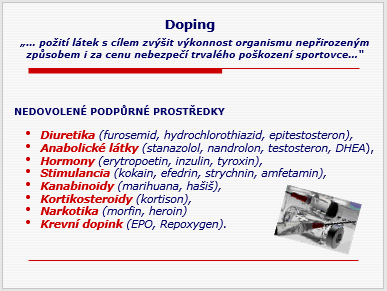 Doping
„… požití látek s cílem zvýšit výkonnost organismu nepřirozeným
způsobem i za cenu nebezpečí trvalého poškození sportovce…"
NEDOVOLENÉ PODPŮRNÉ PROSTŘEDKY
• Diuretika (furosemid, hydrochlorothiazid, epitestosteron),
• Anabolické látky (stanazolol, nandrolon, testosteron, DHEA),
• Hormony (erytropoetin, inzulin, tyroxin),
• Stimulancia (kokain, efedrin, strychnin, amfetamin),
• Kanabinoidy (marihuana, hašiš),
• Kortikosteroidy (kortison),
• Narkotika (morfin, heroin)
• Krevní dopink (EPO, Repoxygen).